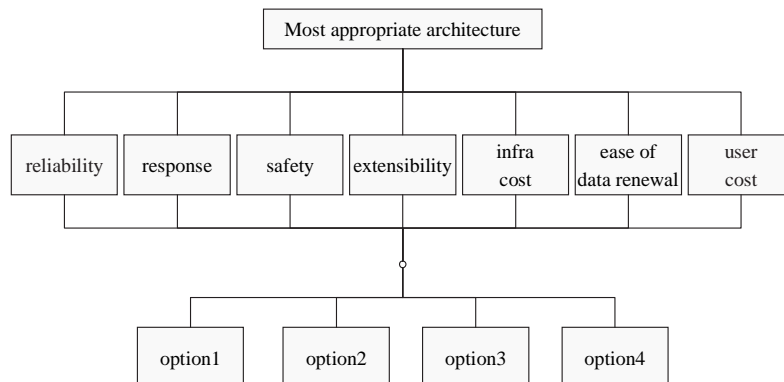 Most appropriate architecture
reliability
response
safety
extensibility
infra
cost
ease of
data renewal
user
cost
option1
option2
option3
option4